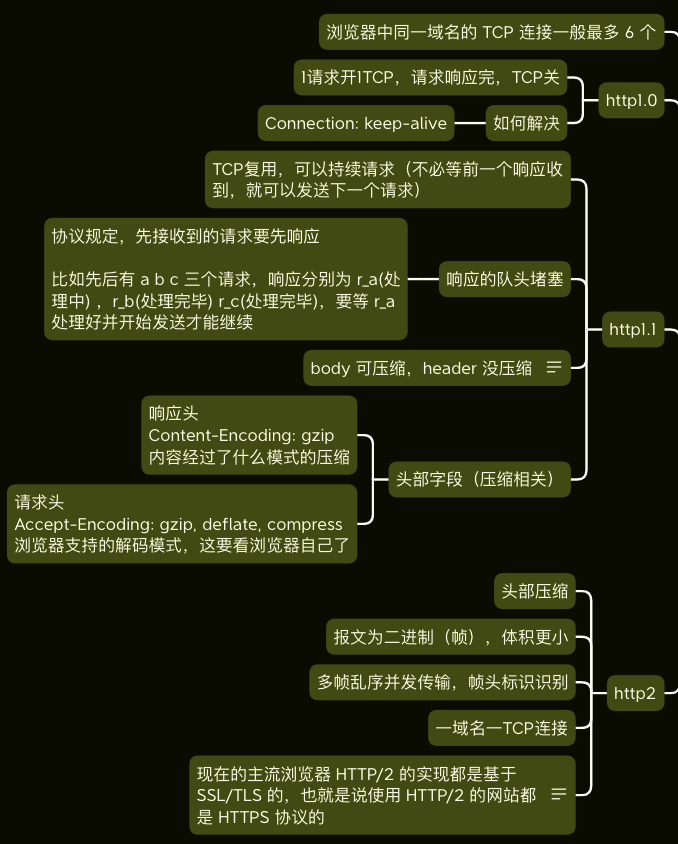 浏览器中同一域名的 TCP 连接一般最多 6 个
1请求开1TCP，请求响应完，TCP关
http1.0
Connection: keep-alive
如何解决
TCP复用，可以持续请求（不必等前一个响应收
到，就可以发送下一个请求）
协议规定，先接收到的请求要先响应
比如先后有 a b c 三个请求，响应分别为 r_a(处
理中) ，r_b(处理完毕) r_c(处理完毕)，要等 r_a
处理好并开始发送才能继续
响应的队头堵塞
http1.1
body 可压缩，header 没压缩
响应头
Content-Encoding: gzip
内容经过了什么模式的压缩
头部字段（压缩相关）
请求头
Accept-Encoding: gzip, deflate, compress
浏览器支持的解码模式，这要看浏览器自己了
头部压缩
报文为二进制（帧），体积更小
多帧乱序并发传输，帧头标识识别
http2
一域名一TCP连接
现在的主流浏览器 HTTP/2 的实现都是基于
SSL/TLS 的，也就是说使用 HTTP/2 的网站都
是 HTTPS 协议的